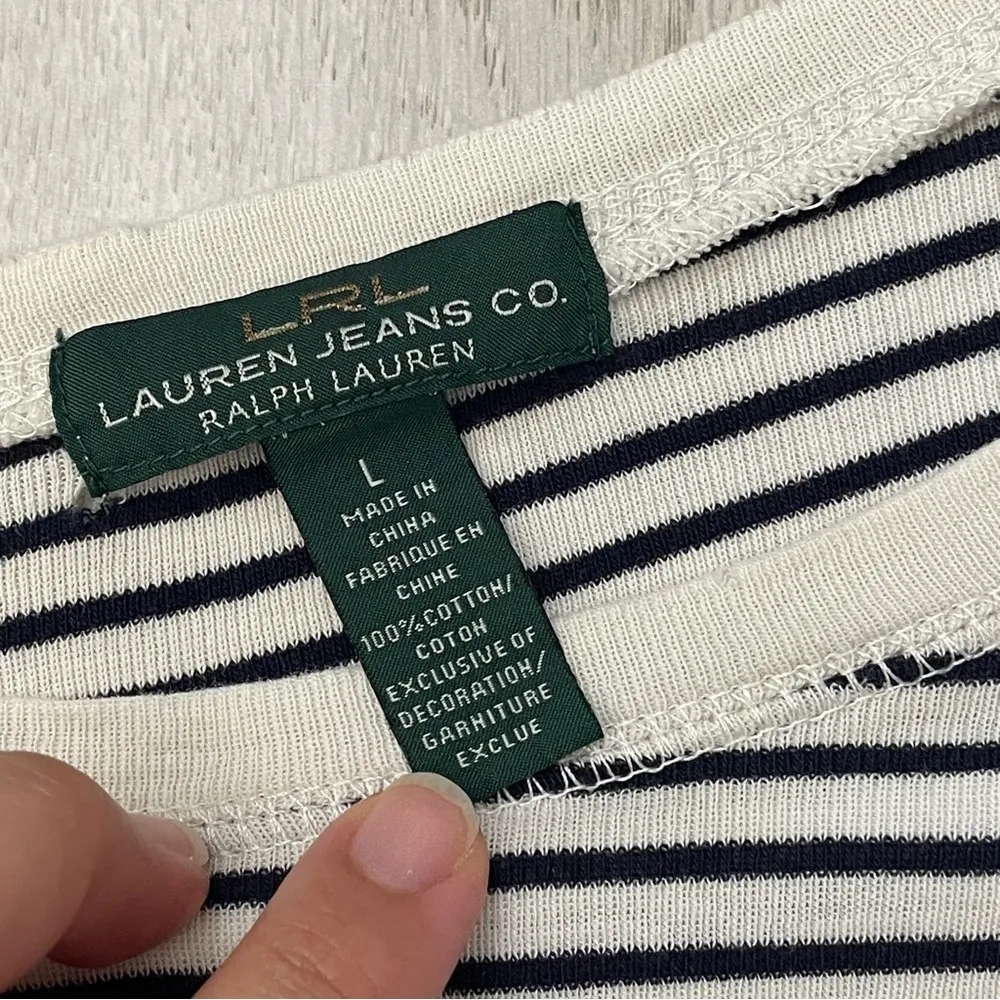 LRL
LAUREN JEANS CO.
RALPH LAUREN
L
MADE IN
CHINA
FABRIQUE EN
CHINE
100%COTTON/
COTON
EXCLUSIVE OF
DECORATION/
GARNITURE
EXCLUE